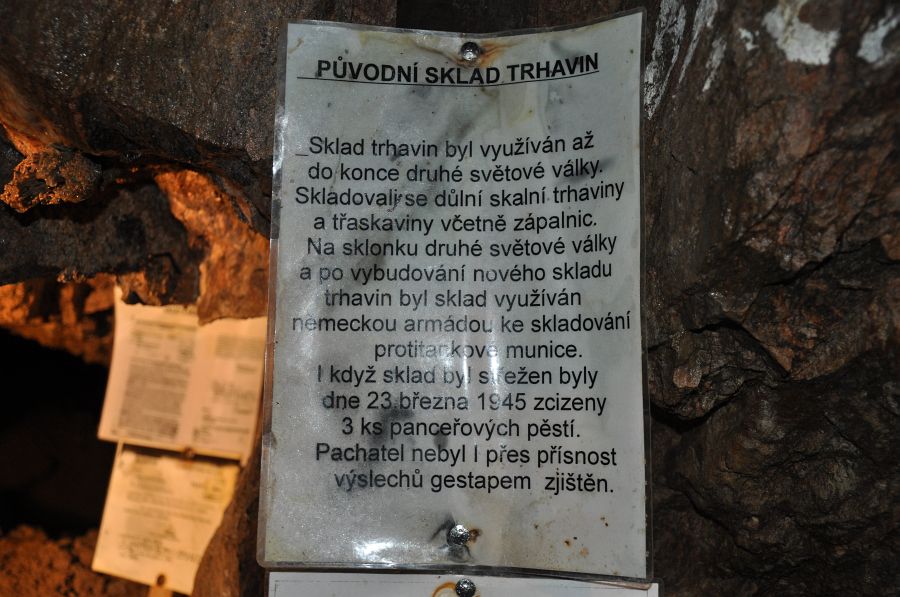 PŮVODNÍ SKLAD TRHAVIN
_Sklad trhavin byl využíván až
do konce druhé světové války.
Skladovali se důlní skalní trhaviny
a třaskaviny včetně zápalnic.
Na sklonku druhé světové války
a po vybudování nového skladu
trhavin byl sklad využíván
nemeckou armádou ke skladování
protitankové munice.
I když sklad byl střežen byly
dne 23.března 1945 zcizeny
3 ks panceřových pěstí.
Pachatel nebyl I přes přísnost
výslechů gestapem zjištěn.